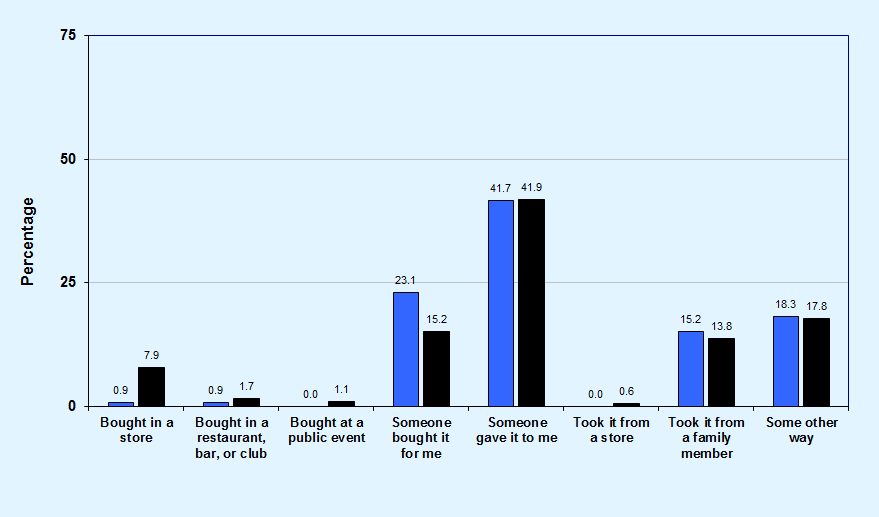 75
50
25
0
Percentage
0.9
7.9
0.9
1.7
0.0
1.1
23.1
15.2
41.7
41.9
0.0
0.6
15.2
13.8
18.3
17.8
Bought in a
store
Bought in a
restaurant,
bar, or club
Bought at a
public event
Someone
bought it
for me
Someone
gave it to me
Took it from
a store
Took it from
a family
member
Some other
way